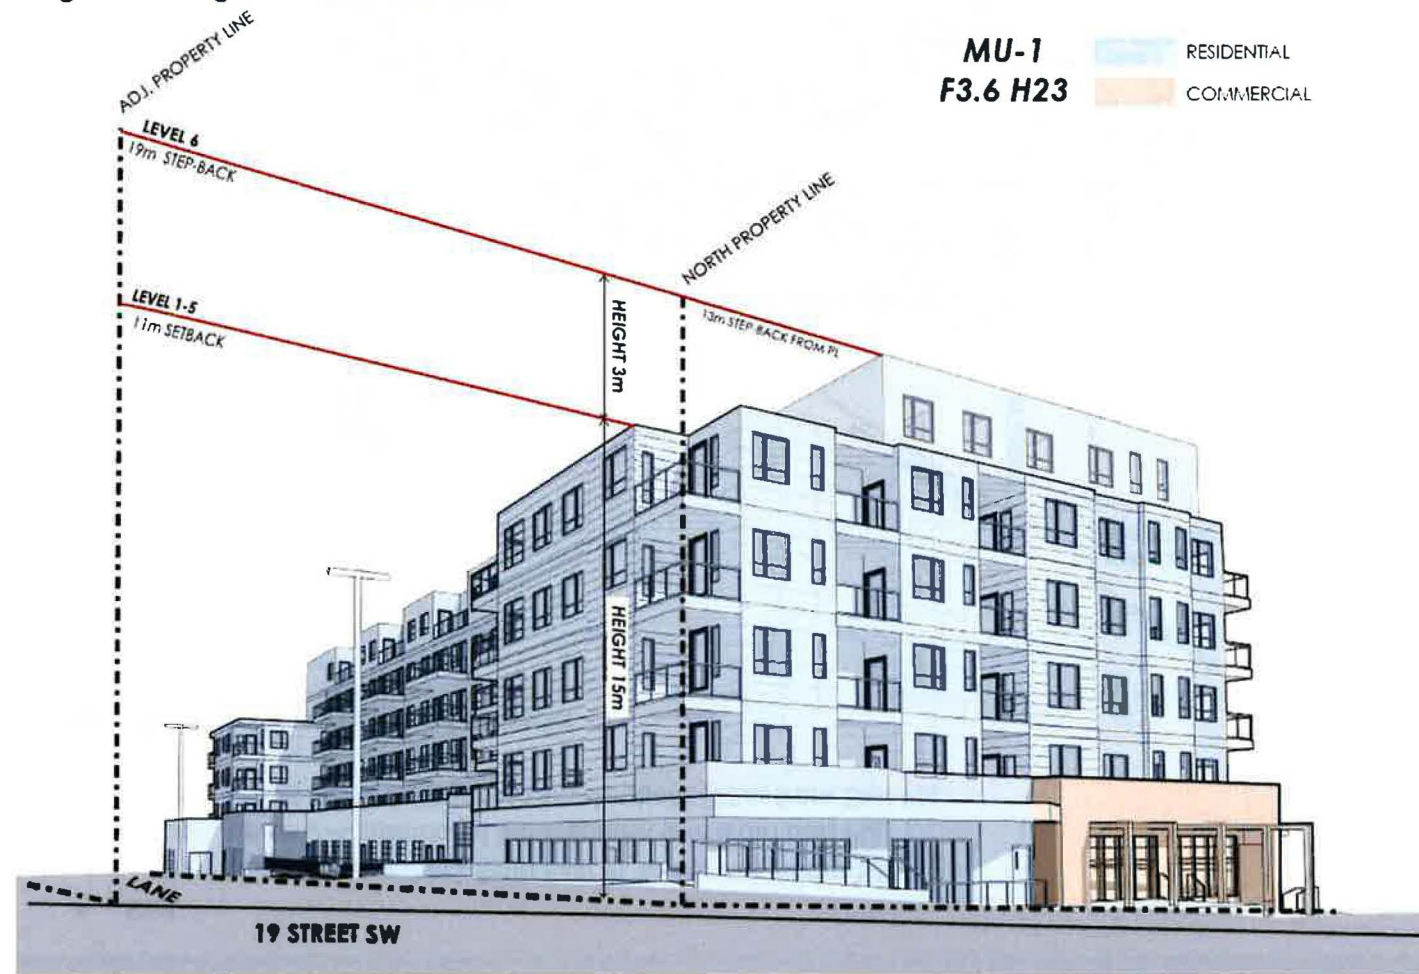 ADJ. PROPERTY LINE
MU-1
F3.6 H23
RESIDENTIAL
COMMERCIAL
LEVEL 6
19m STEP-BACK
NORTH PROPERTY LINE
LEVEL 1-5
11m SETBACK
HEIGHT 3m
13m STEP-BACK FROM PL
HEIGHT 15m
LANE
19 STREET SW